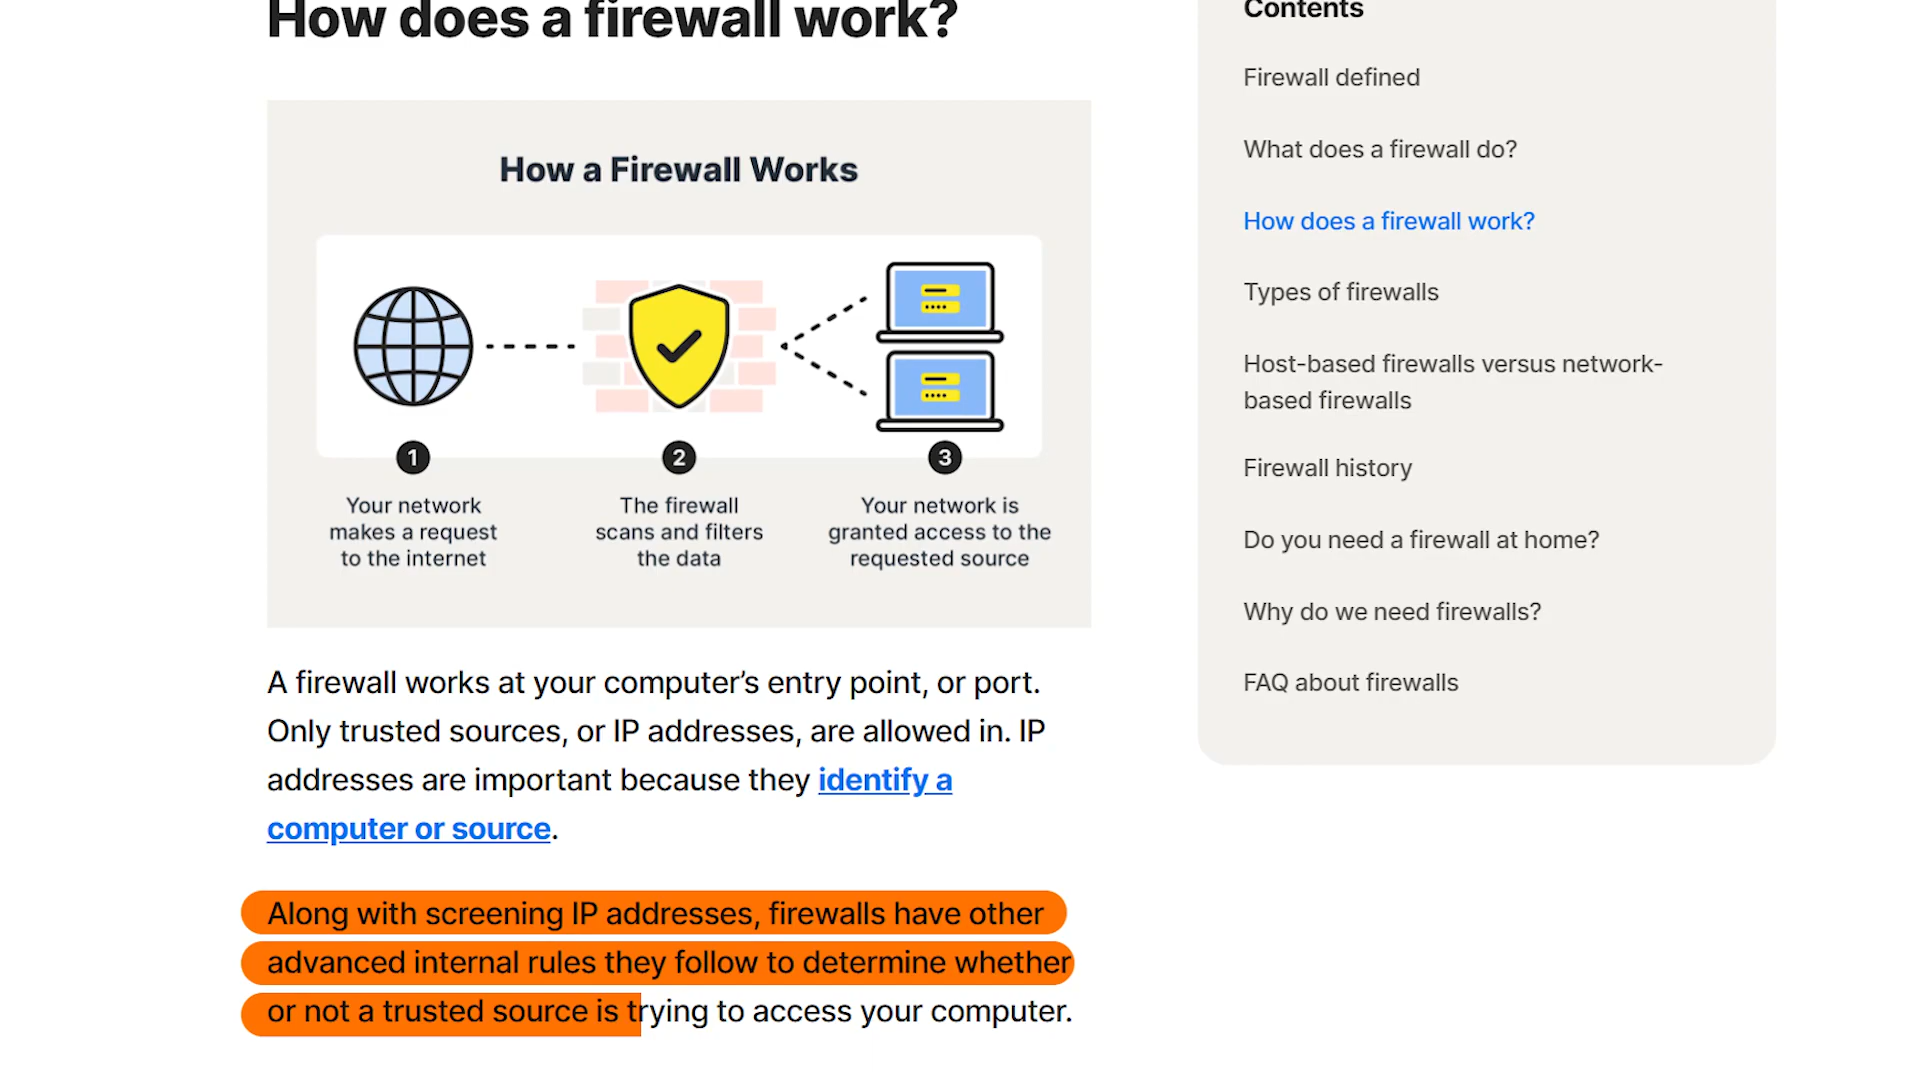 How does a firewall work?
How a Firewall Works
1
Your network
makes a request
to the internet
2
The firewall
scans and filters
the data
3
Your network is
granted access to the
requested source
A firewall works at your computer’s entry point, or port.
Only trusted sources, or IP addresses, are allowed in. IP
addresses are important because they identify a
computer or source.
Along with screening IP addresses, firewalls have other
advanced internal rules they follow to determine whether
or not a trusted source is trying to access your computer.
Contents
Firewall defined
What does a firewall do?
How does a firewall work?
Types of firewalls
Host-based firewalls versus network-
based firewalls
Firewall history
Do you need a firewall at home?
Why do we need firewalls?
FAQ about firewalls